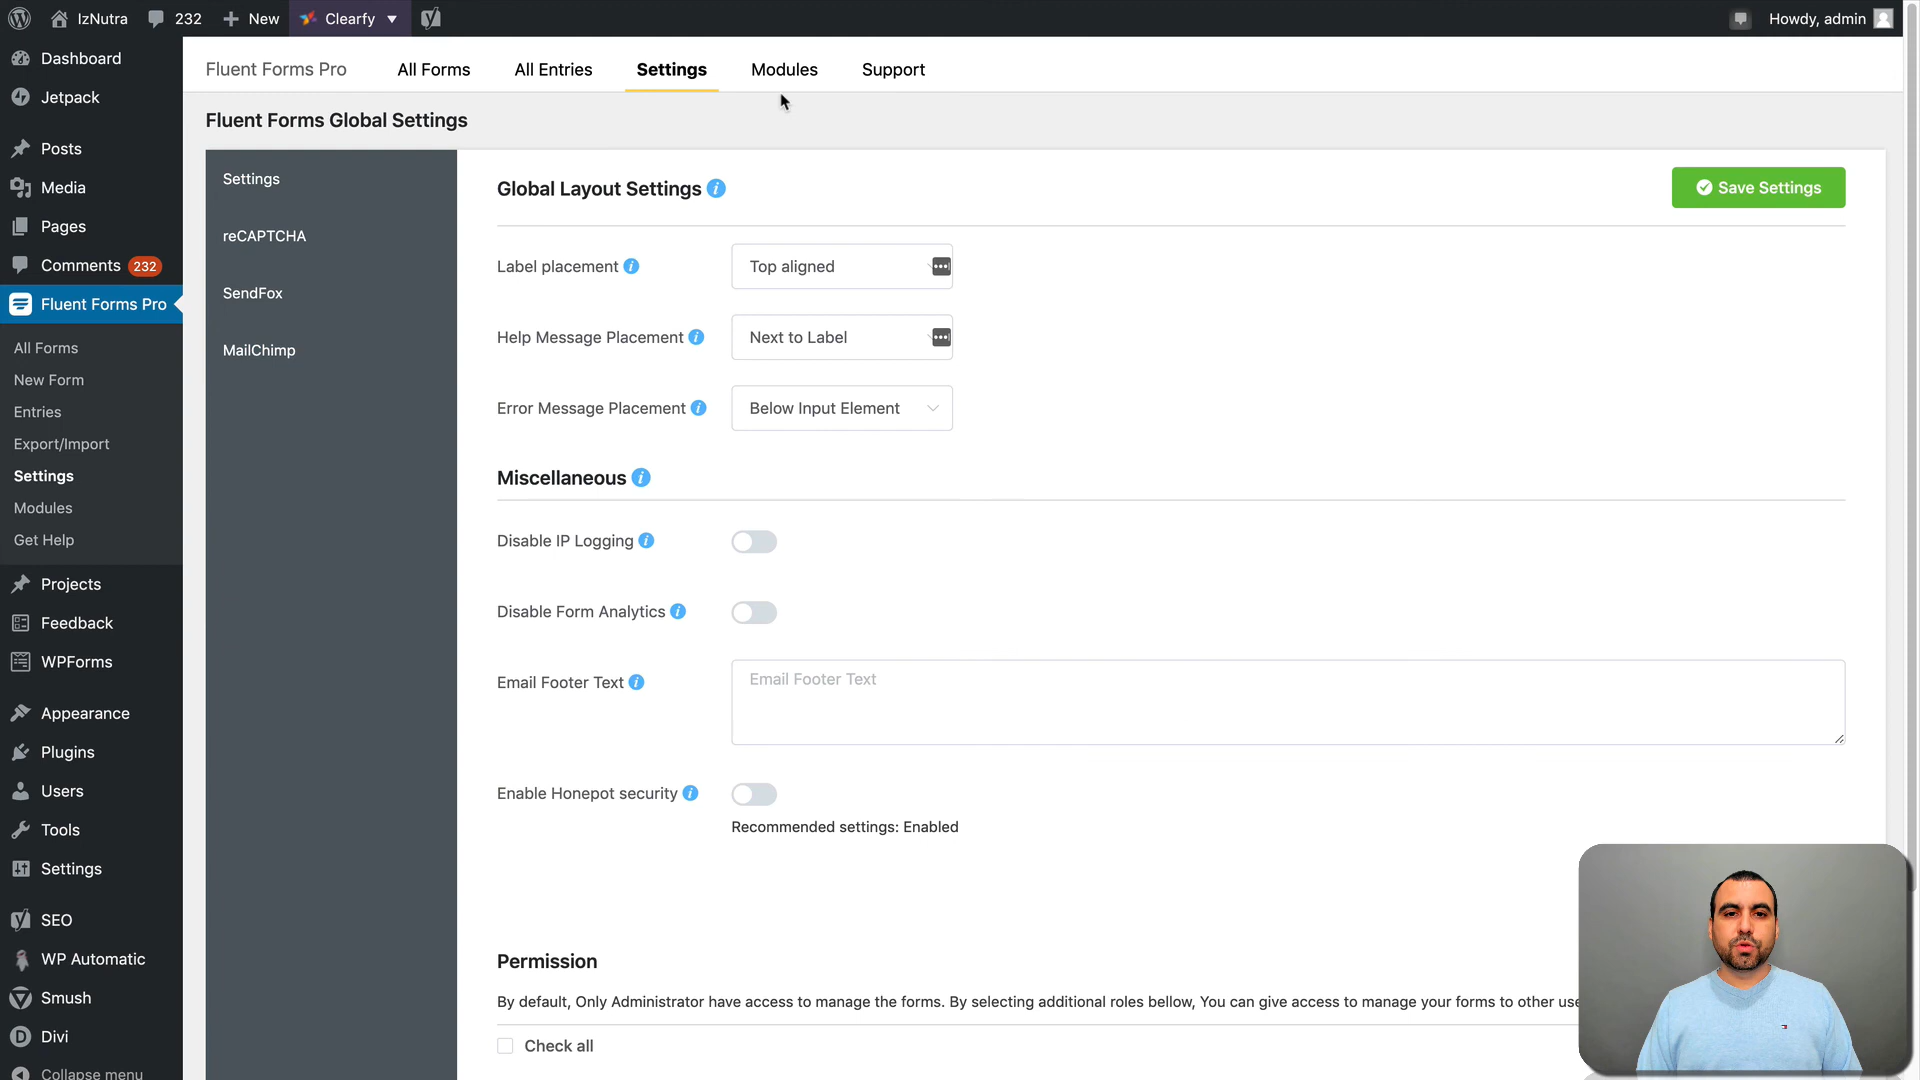 IzNutra
232
New
Clearfy
Howdy, admin
Dashboard
Jetpack
Posts
Media
Pages
Comments 232
Fluent Forms Pro
All Forms
New Form
Entries
Export/Import
Settings
Modules
Get Help
Projects
Feedback
WPForms
Appearance
Plugins
Users
Tools
Settings
SEO
WP Automatic
Smush
Divi
Collapse menu
Fluent Forms Pro
All Forms
All Entries
Settings
Modules
Support
Fluent Forms Global Settings
Settings
reCAPTCHA
SendFox
MailChimp
Global Layout Settings
Save Settings
Label placement
Top aligned
Help Message Placement
Next to Label
Error Message Placement
Below Input Element
Miscellaneous
Disable IP Logging
Disable Form Analytics
Email Footer Text
Email Footer Text
Enable Honepot security
Recommended settings: Enabled
Permission
By default, Only Administrator have access to manage the forms. By selecting additional roles bellow, You can give access to manage your forms to other use
Check all